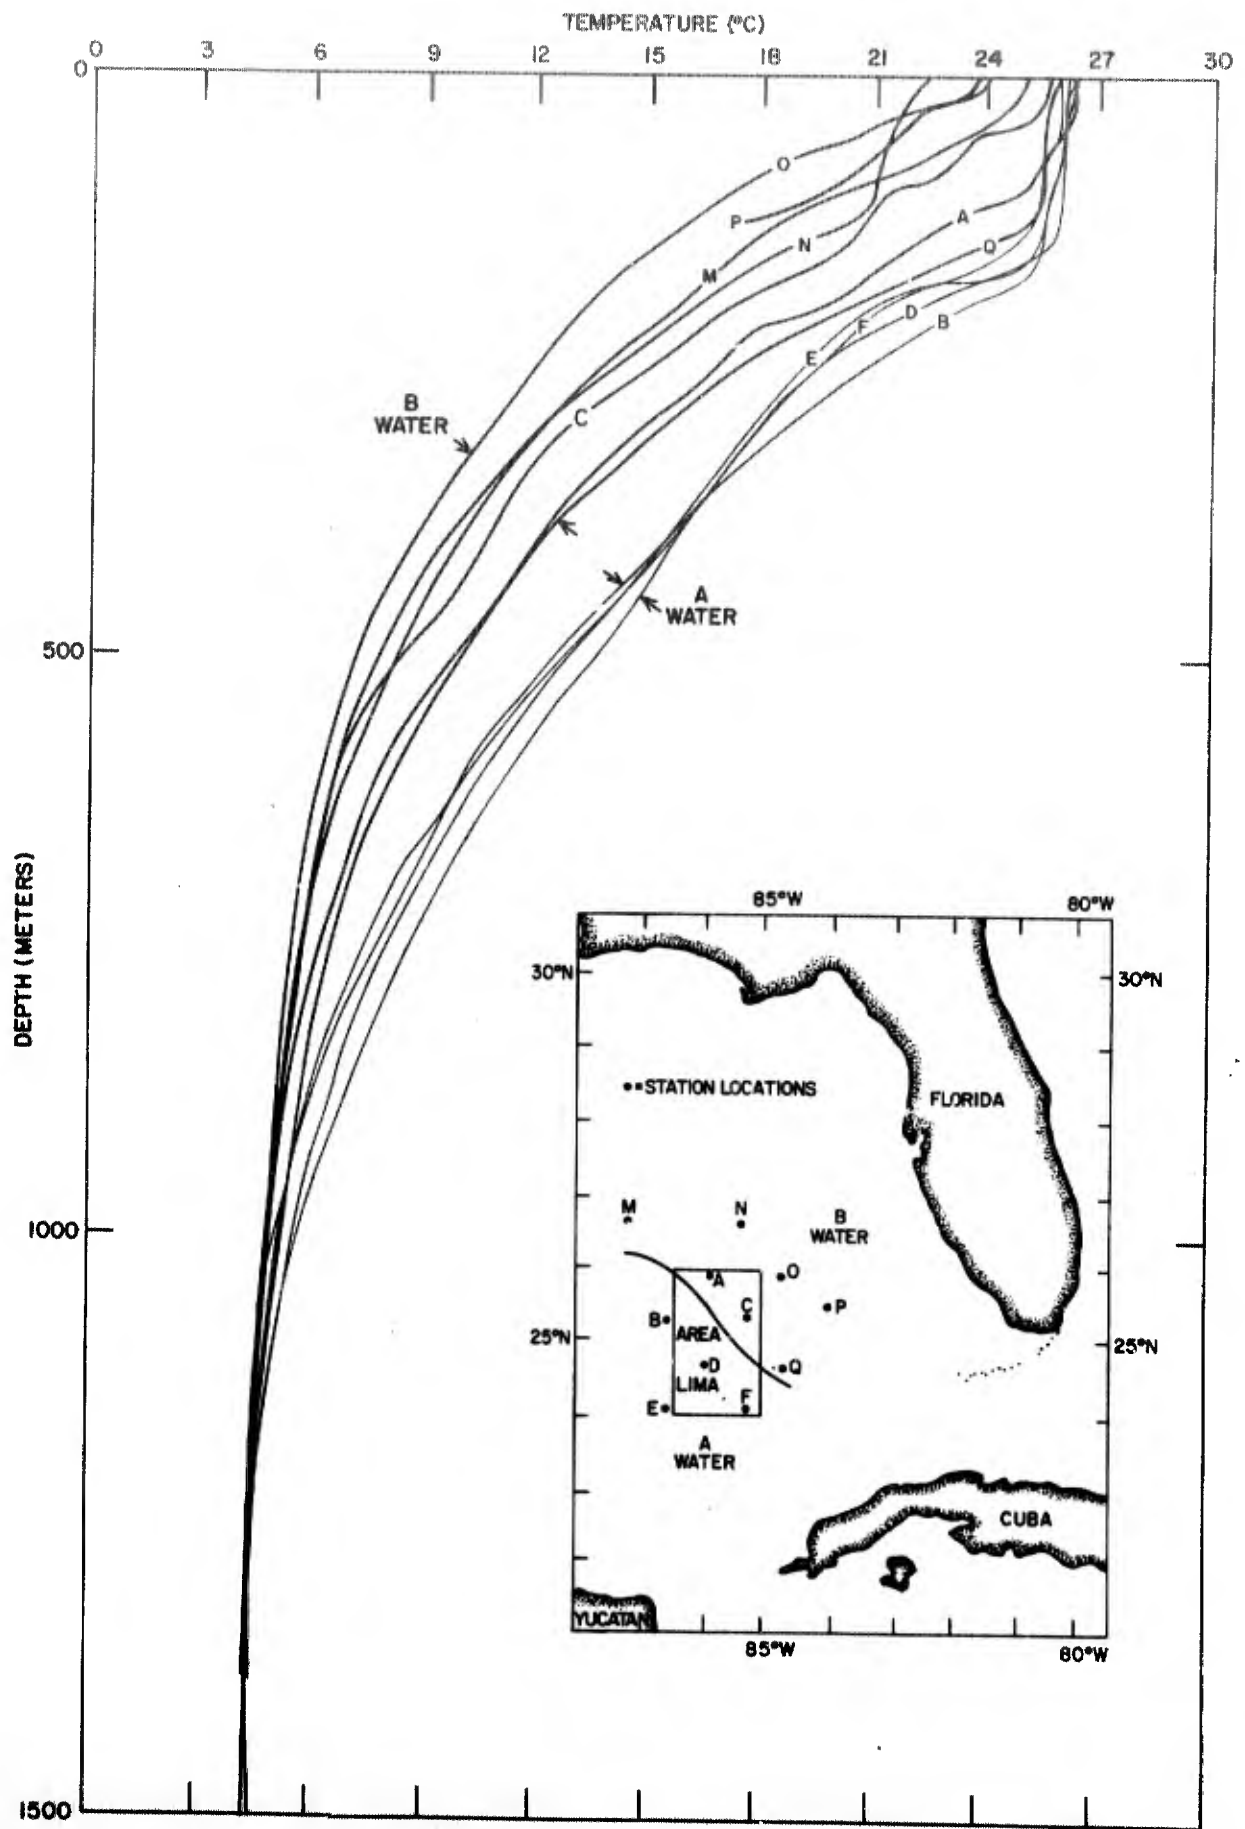 TEMPERATURE (°C)
0 3 6 9 12 15 18 21 24 27 30
0
O
P
A
N
Q
M
D
F
B
E
B
WATER
C
A
WATER
500
DEPTH (METERS)
85°W 80°W
30°N 30°N
•=STATION LOCATIONS
FLORIDA
M N B
WATER
A O
C P
B AREA
25°N 25°N
D Q
LIMA
E F
A
WATER
CUBA
YUCATAN
85°W 80°W
1000
1500